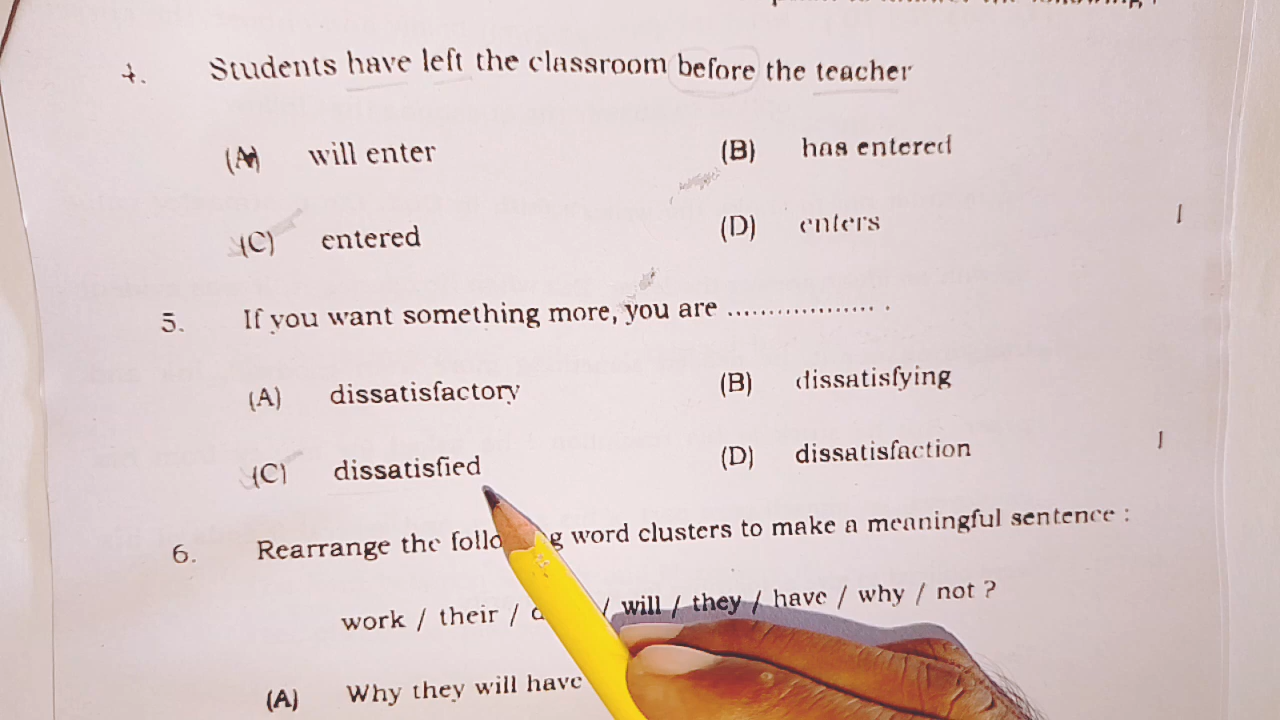 4. Students have left the classroom before the teacher
(A) will enter (B) has entered
(C) entered (D) enters 1
5. If you want something more, you are .................. .
(A) dissatisfactory (B) dissatisfying
(C) dissatisfied (D) dissatisfaction 1
6. Rearrange the word clusters to make a meaningful sentence :
work / their / / will / they / have / why / not ?
(A) Why they will have